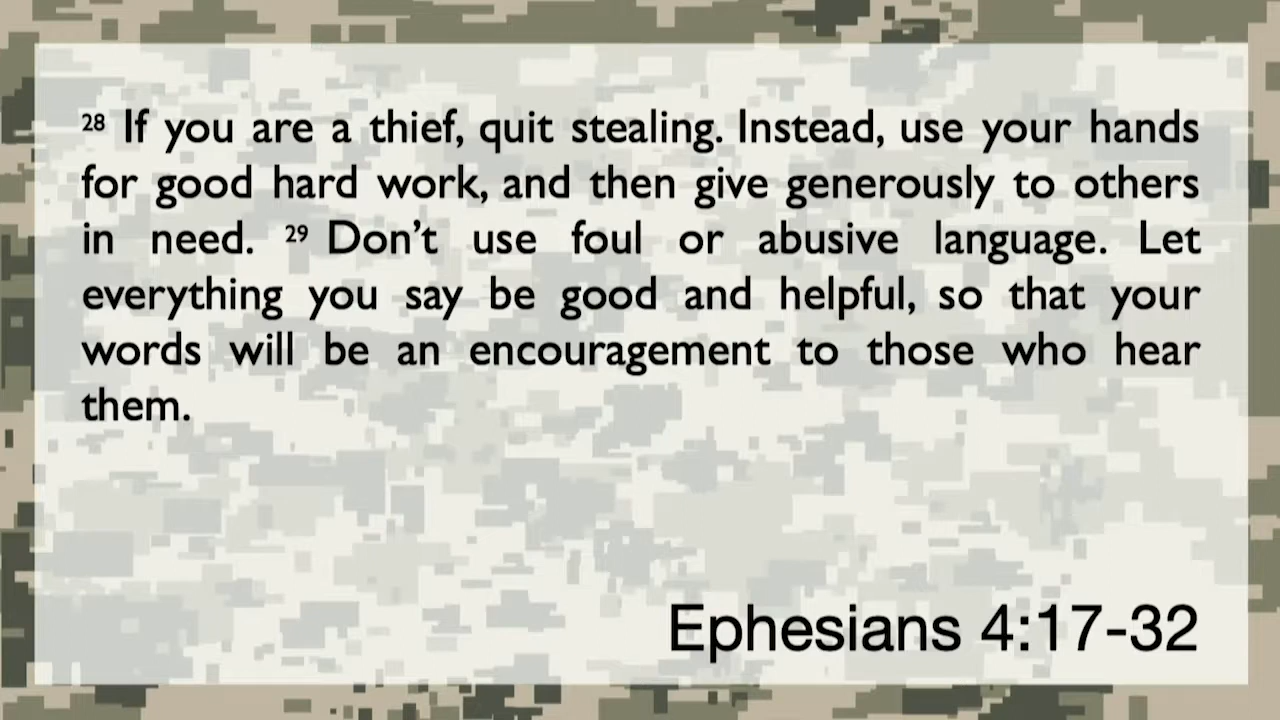 28 If you are a thief, quit stealing. Instead, use your hands
for good hard work, and then give generously to others
in need. 29 Don’t use foul or abusive language. Let
everything you say be good and helpful, so that your
words will be an encouragement to those who hear
them.
Ephesians 4:17-32